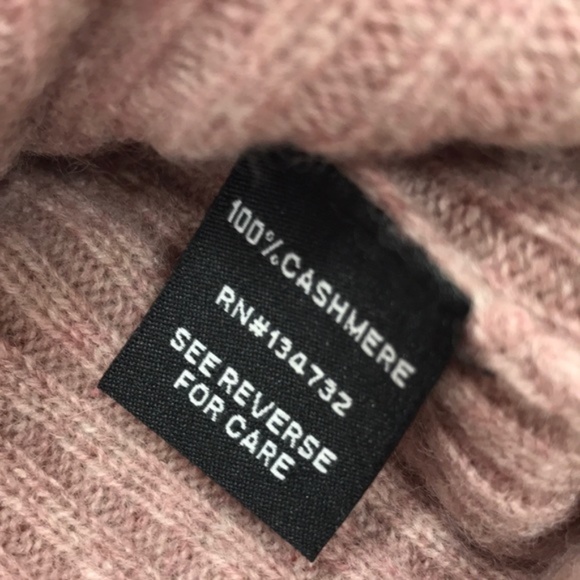 100% CASHMERE
RN#134732
SEE REVERSE
FOR CARE